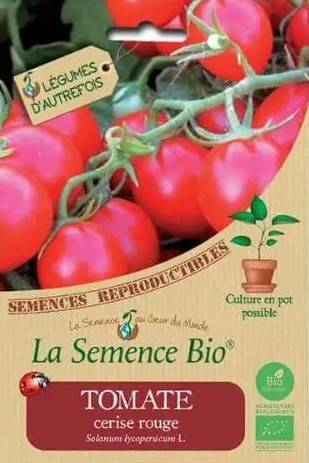 LÉGUMES
D'AUTREFOIS
SEMENCES REPRODUCTIBLES
Culture en pot
possible
La Semence au Cœur du Monde
La Semence Bio®
Bio
TOMATE
AGRICULTURE
BIOLOGIQUE
cerise rouge
Solanum lycopersicum L.